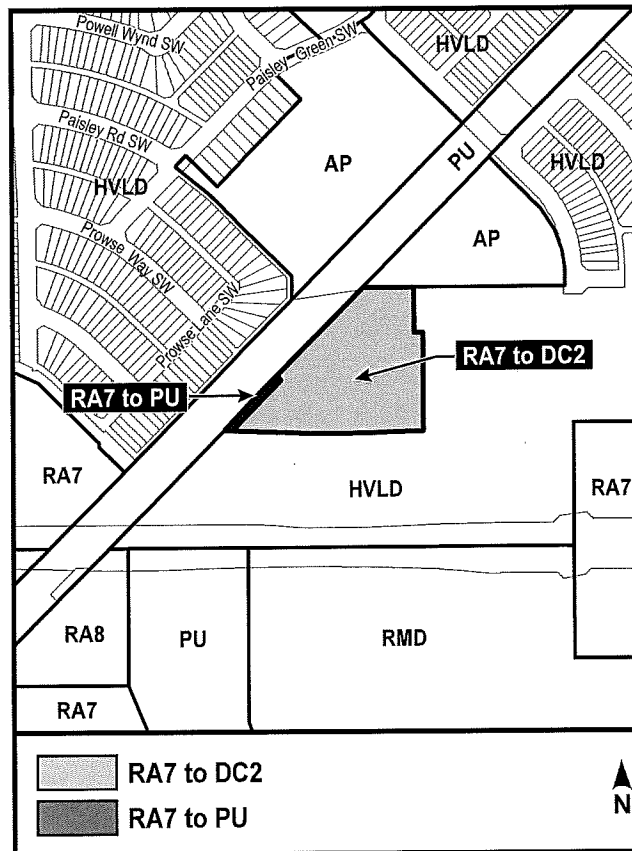 Powell Wynd SW
Paisley Green SW
HVLD
Paisley Rd SW
HVLD
AP
PU
HVLD
Prowse Way SW
AP
Prowse Lane SW
RA7 to DC2
RA7 to PU
RA7
HVLD
RA7
RA8
PU
RMD
RA7
RA7 to DC2
RA7 to PU
N